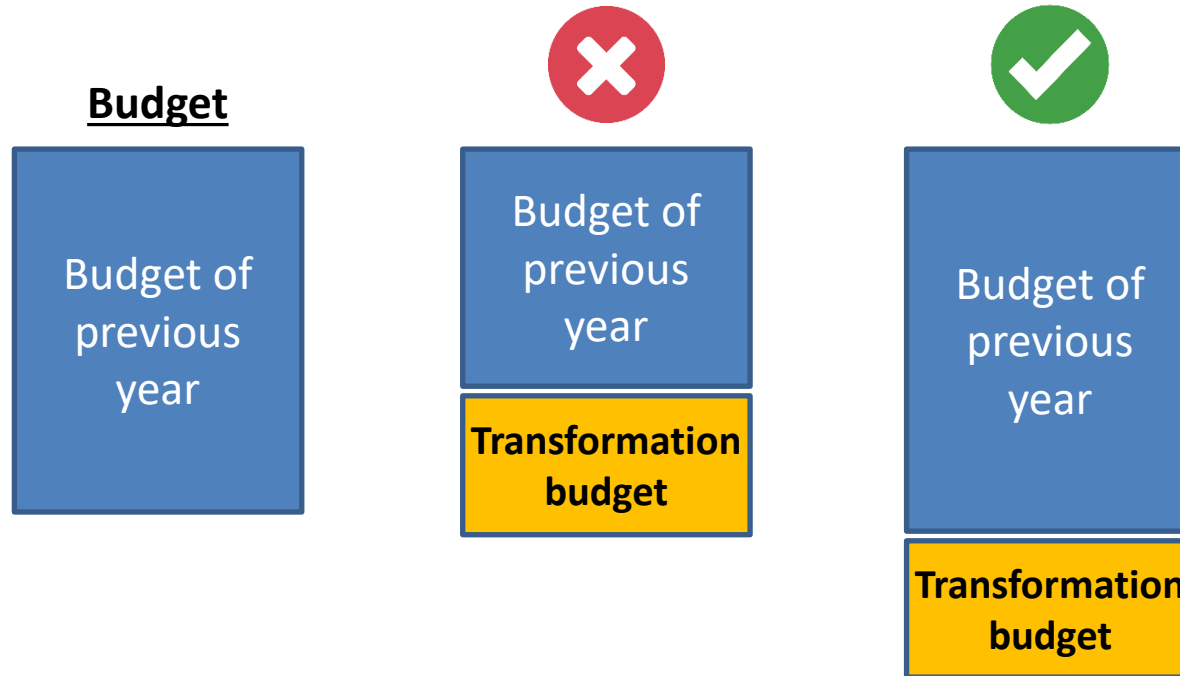 Budget
Budget of
previous
year
Budget of
previous
year
Transformation
budget
Budget of
previous
year
Transformation
budget